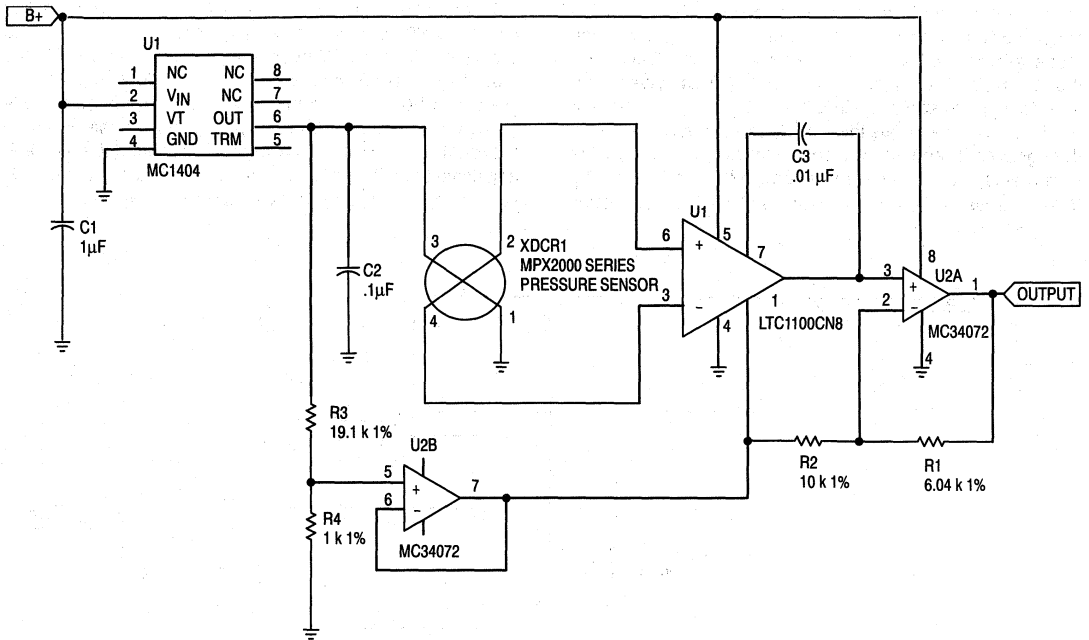 B+
U1
1 NC NC 8
2 VIN NC 7
3 VT OUT 6
4 GND TRM 5
MC1404
C1
1µF
C2
.1µF
3
2
4
1
XDCR1
MPX2000 SERIES
PRESSURE SENSOR
U1
6 +
3 –
5
7
1
4
LTC1100CN8
C3
.01 µF
8
U2A
3 +
2 –
1
4
MC34072
OUTPUT
R3
19.1 k 1%
R4
1 k 1%
U2B
5 +
6 –
7
MC34072
R2
10 k 1%
R1
6.04 k 1%